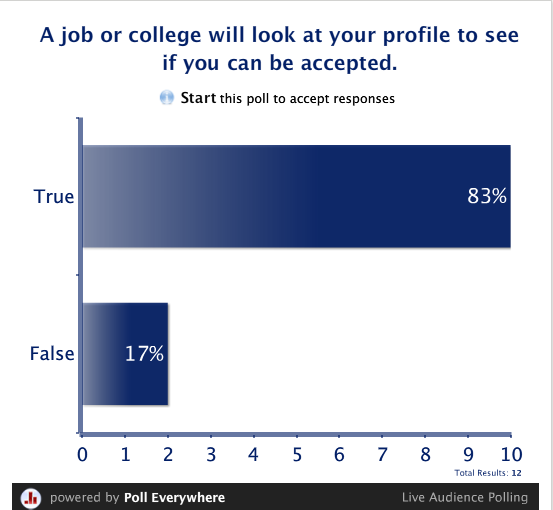 A job or college will look at your profile to see
if you can be accepted.
Start this poll to accept responses
True
83%
False
17%
0 1 2 3 4 5 6 7 8 9 10
Total Results: 12
powered by Poll Everywhere
Live Audience Polling